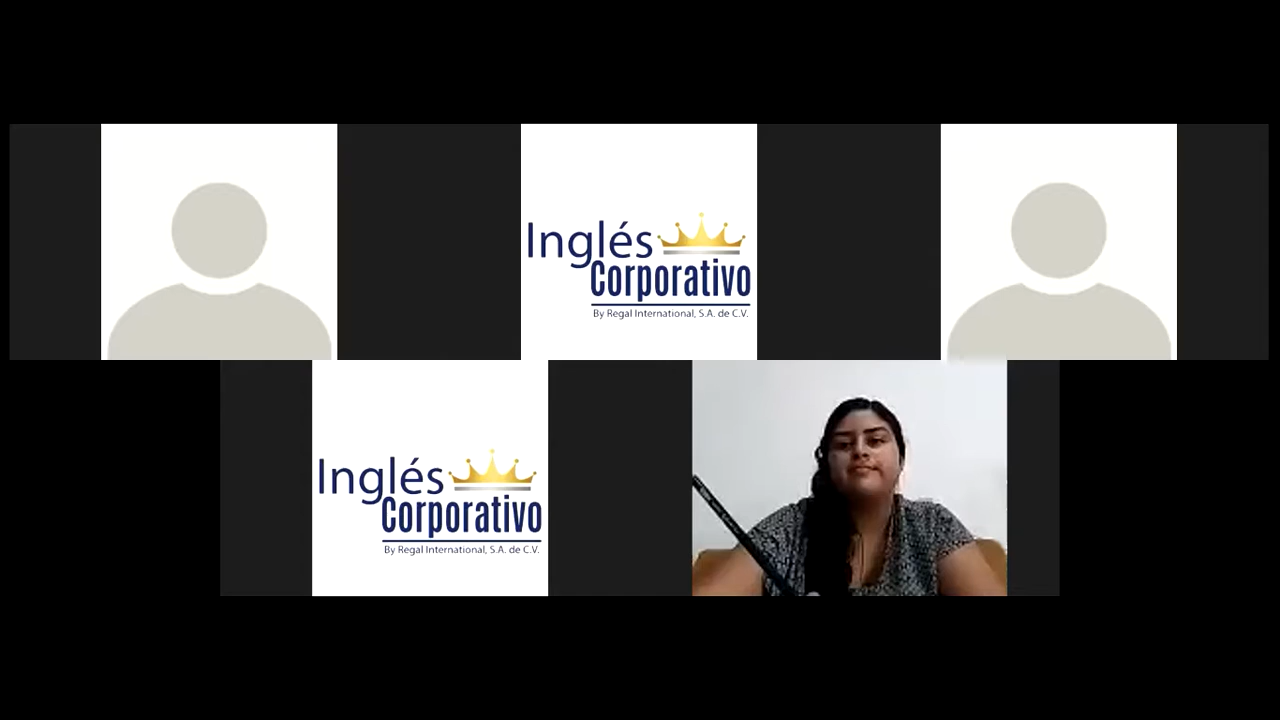 Inglés
Corporativo
By Regal International, S.A. de C.V.
Inglés
Corporativo
By Regal International, S.A. de C.V.